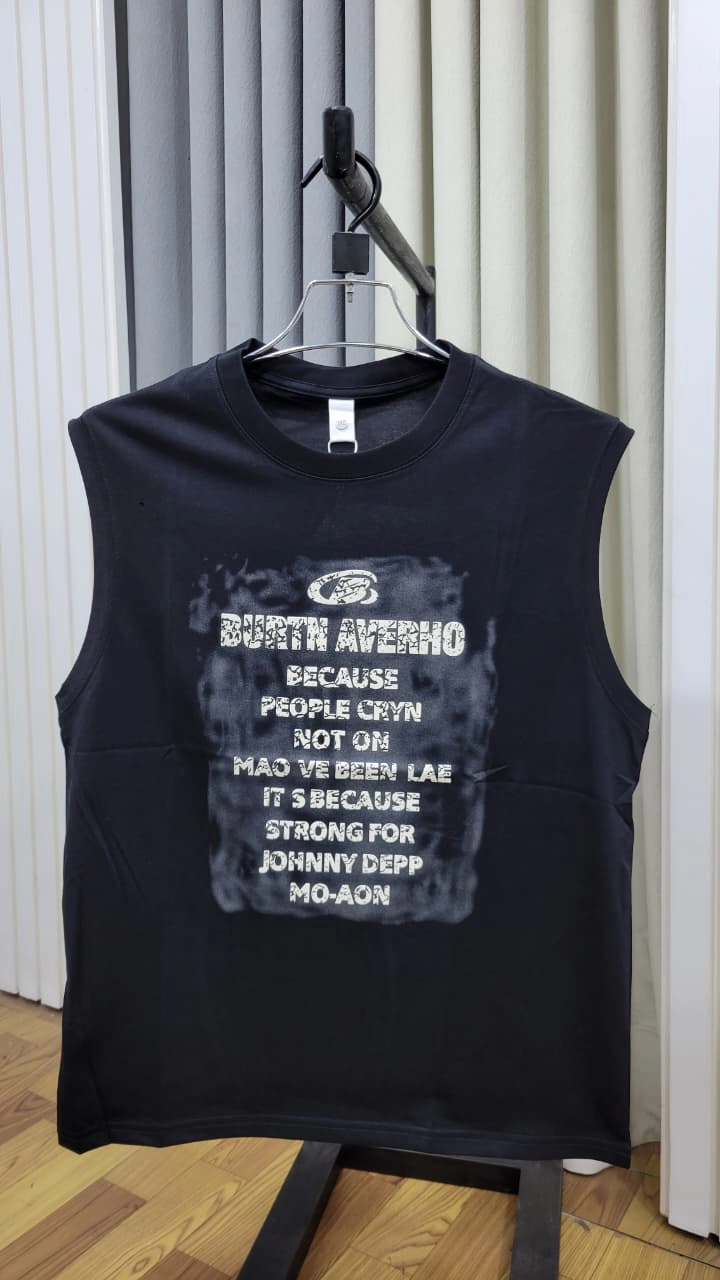 BURTN AVERHO
BECAUSE
PEOPLE CRYN
NOT ON
MAO VE BEEN LAE
IT S BECAUSE
STRONG FOR
JOHNNY DEPP
MO-AON